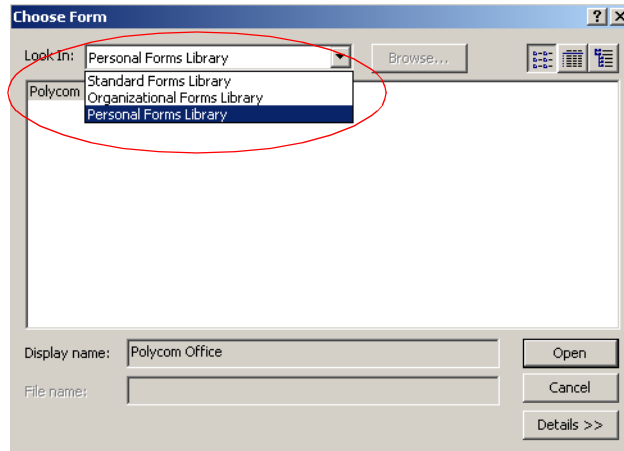 Choose Form
Look In: Personal Forms Library Browse...
Standard Forms Library
Organizational Forms Library
Personal Forms Library
Polycom
Display name: Polycom Office Open
File name: Cancel
Details >>